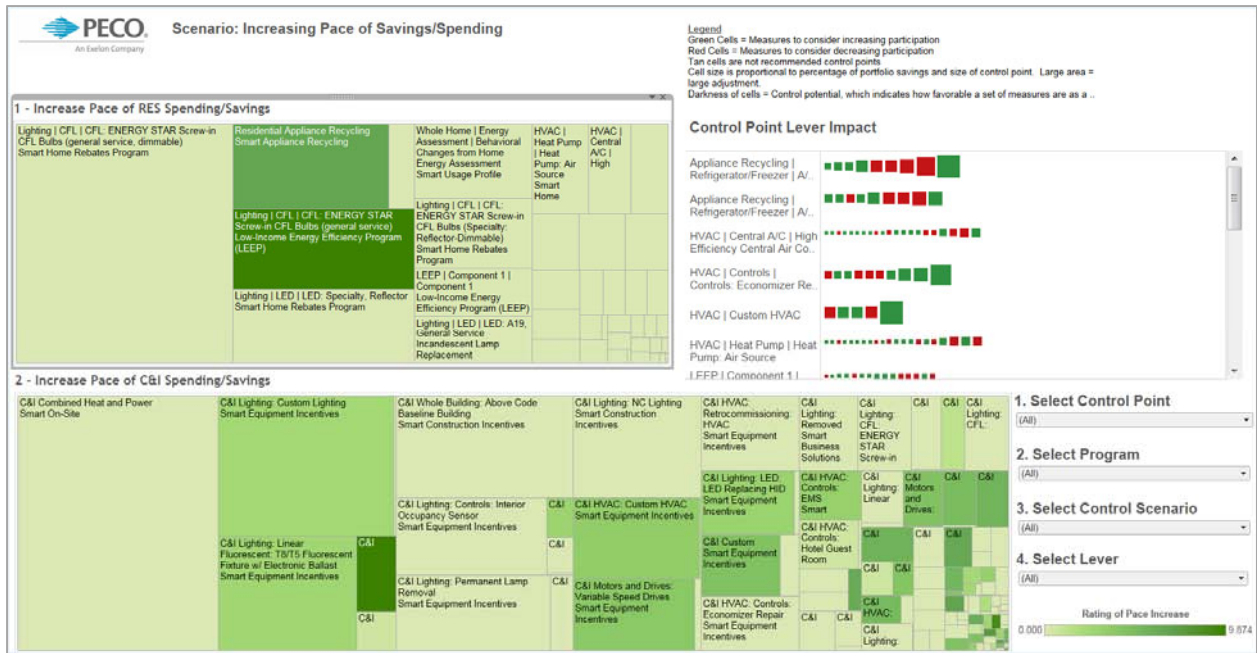 PECO.
An Exelon Company
Scenario: Increasing Pace of Savings/Spending
Legend
Green Cells = Measures to consider increasing participation
Red Cells = Measures to consider decreasing participation
Tan cells are not recommended control points
Cell size is proportional to percentage of portfolio savings and size of control point. Large area =
large adjustment.
Darkness of cells = Control potential, which indicates how favorable a set of measures are as a ..
1 - Increase Pace of RES Spending/Savings
Lighting | CFL | CFL: ENERGY STAR Screw-in
CFL Bulbs (general service, dimmable)
Smart Home Rebates Program
Residential Appliance Recycling
Smart Appliance Recycling
Lighting | CFL | CFL: ENERGY STAR
Screw-in CFL Bulbs (general service)
Low-Income Energy Efficiency Program
(LEEP)
Lighting | LED | LED: Specialty, Reflector
Smart Home Rebates Program
Whole Home | Energy
Assessment | Behavioral
Changes from Home
Energy Assessment
Smart Usage Profile
Lighting | CFL | CFL:
ENERGY STAR Screw-in
CFL Bulbs (Specialty:
Reflector-Dimmable)
Smart Home Rebates
Program
LEEP | Component 1 |
Component 1
Low-Income Energy
Efficiency Program (LEEP)
Lighting | LED | LED: A19,
General Service
Incandescent Lamp
Replacement
HVAC |
Heat Pump
| Heat
Pump: Air
Source
Smart
Home
HVAC |
Central
A/C |
High
Control Point Lever Impact
Appliance Recycling |
Refrigerator/Freezer | A/..
Appliance Recycling |
Refrigerator/Freezer | A/..
HVAC | Central A/C | High
Efficiency Central Air Co..
HVAC | Controls |
Controls: Economizer Re..
HVAC | Custom HVAC
HVAC | Heat Pump | Heat
Pump: Air Source
LEEP | Component 1 |
2 - Increase Pace of C&I Spending/Savings
C&I Combined Heat and Power
Smart On-Site
C&I Lighting: Custom Lighting
Smart Equipment Incentives
C&I Lighting: Linear
Fluorescent: T8/T5 Fluorescent
Fixture w/ Electronic Ballast
Smart Equipment Incentives
C&I
C&I
C&I Whole Building: Above Code
Baseline Building
Smart Construction Incentives
C&I Lighting: Controls: Interior
Occupancy Sensor
Smart Equipment Incentives
C&I Lighting: Permanent Lamp
Removal
Smart Equipment Incentives
C&I
C&I
C&I
C&I Lighting: NC Lighting
Smart Construction
Incentives
C&I HVAC: Custom HVAC
Smart Equipment Incentives
C&I Motors and Drives:
Variable Speed Drives
Smart Equipment
Incentives
C&I HVAC:
Retrocommissioning:
HVAC
Smart Equipment
Incentives
C&I Lighting: LED:
LED Replacing HID
Smart Equipment
Incentives
C&I Custom
Smart Equipment
Incentives
C&I HVAC: Controls:
Economizer Repair
Smart Equipment
Incentives
C&I
Lighting:
Removed
Smart
Business
Solutions
C&I HVAC:
Controls:
EMS
Smart
C&I HVAC:
Controls:
Hotel Guest
Room
C&I
C&I
C&I
Lighting:
CFL:
ENERGY
STAR
Screw-in
C&I
Lighting:
Linear
C&I
C&I
C&I
C&I
HVAC:
C&I
Lighting:
C&I
C&I
C&I
Lighting:
CFL:
C&I
Motors
and
Drives:
C&I
C&I
C&I
C&I
1. Select Control Point
(All)
2. Select Program
(All)
3. Select Control Scenario
(All)
4. Select Lever
(All)
Rating of Pace Increase
0.000
9.674